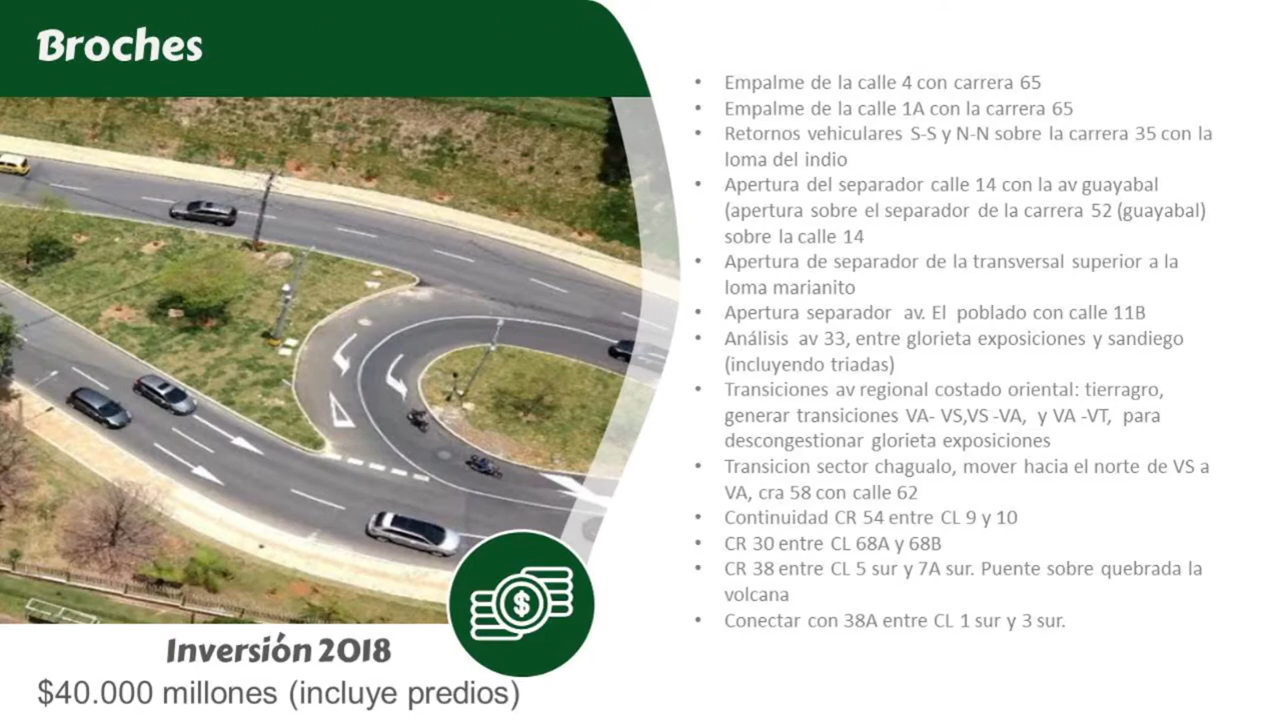 Broches
• Empalme de la calle 4 con carrera 65
• Empalme de la calle 1A con la carrera 65
• Retornos vehiculares S-S y N-N sobre la carrera 35 con la
loma del indio
• Apertura del separador calle 14 con la av guayabal
(apertura sobre el separador de la carrera 52 (guayabal)
sobre la calle 14
• Apertura de separador de la transversal superior a la
loma marianito
• Apertura separador av. El poblado con calle 11B
• Análisis av 33, entre glorieta exposiciones y sandiego
(incluyendo triadas)
• Transiciones av regional costado oriental: tierragro,
generar transiciones VA- VS,VS -VA, y VA -VT, para
descongestionar glorieta exposiciones
• Transicion sector chagualo, mover hacia el norte de VS a
VA, cra 58 con calle 62
• Continuidad CR 54 entre CL 9 y 10
• CR 30 entre CL 68A y 68B
• CR 38 entre CL 5 sur y 7A sur. Puente sobre quebrada la
volcana
• Conectar con 38A entre CL 1 sur y 3 sur.
$
Inversión 2018
$40.000 millones (incluye predios)